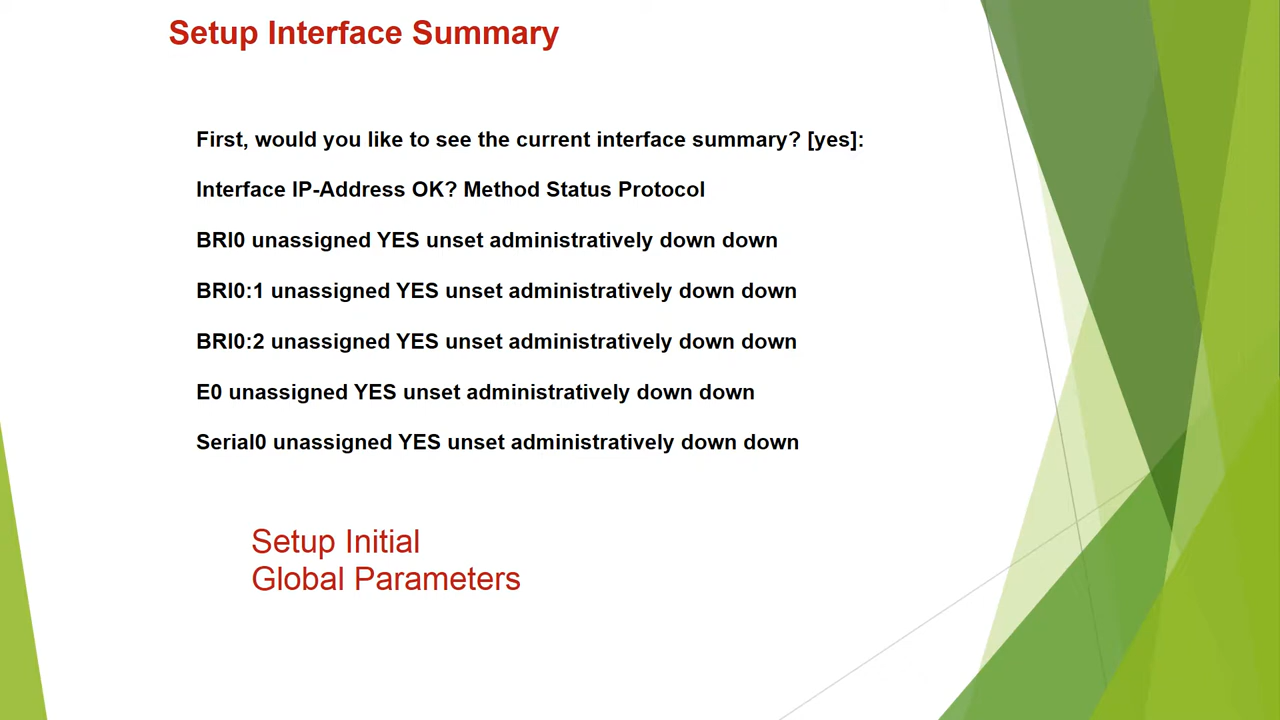 Setup Interface Summary
First, would you like to see the current interface summary? [yes]:
Interface IP-Address OK? Method Status Protocol
BRI0 unassigned YES unset administratively down down
BRI0:1 unassigned YES unset administratively down down
BRI0:2 unassigned YES unset administratively down down
E0 unassigned YES unset administratively down down
Serial0 unassigned YES unset administratively down down
Setup Initial
Global Parameters